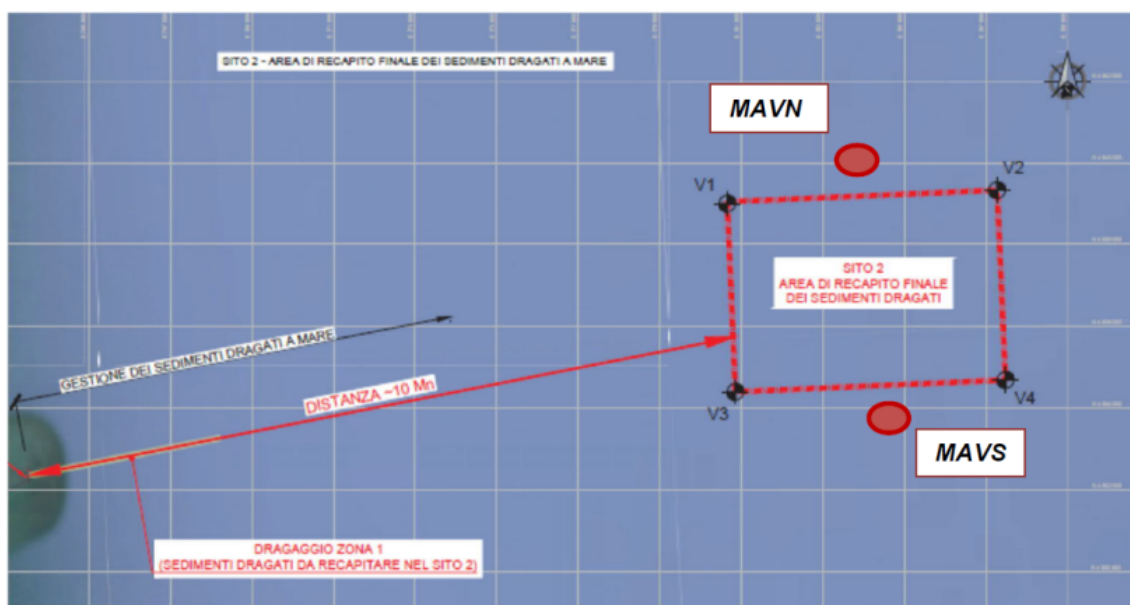 SITO 2 - AREA DI RECAPITO FINALE DEI SEDIMENTI DRAGATI A MARE
MAVN
V1
V2
SITO 2
AREA DI RECAPITO FINALE
DEI SEDIMENTI DRAGATI
GESTIONE DEI SEDIMENTI DRAGATI A MARE
DISTANZA ~10 Mn
V3
V4
MAVS
DRAGAGGIO ZONA 1
(SEDIMENTI DRAGATI DA RECAPITARE NEL SITO 2)